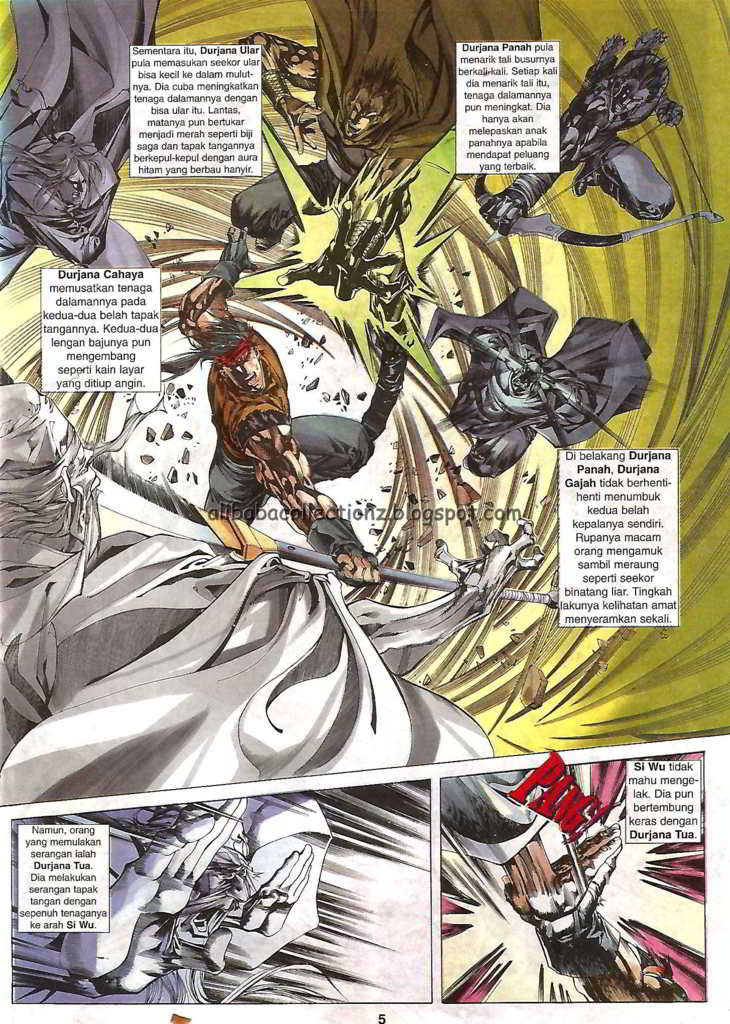 Sementara itu, Durjana Ular
pula memasukan seekor ular
bisa kecil ke dalam mulut-
nya. Dia cuba meningkatkan
tenaga dalamannya dengan
bisa ular itu. Lantas,
matanya pun bertukar
menjadi merah seperti biji
saga dan tapak tangannya
berkepul-kepul dengan aura
hitam yang berbau hanyir.
Durjana Panah pula
menarik tali busurnya
berkali-kali. Setiap kali
dia menarik tali itu,
tenaga dalamannya
pun meningkat. Dia
hanya akan
melepaskan anak
panahnya apabila
mendapat peluang
yang terbaik.
Durjana Cahaya
memusatkan tenaga
dalamannya pada
kedua-dua belah tapak
tangannya. Kedua-dua
lengan bajunya pun
mengembang
seperti kain layar
yang ditiup angin.
Di belakang Durjana
Panah, Durjana
Gajah tidak berhenti-
henti menumbuk
kedua belah
kepalanya sendiri.
Rupanya macam
orang mengamuk
sambil meraung
seperti seekor
binatang liar. Tingkah
lakunya kelihatan amat
menyeramkan sekali.
alibabacollectionz.blogspot.com
Namun, orang
yang memulakan
serangan ialah
Durjana Tua.
Dia melakukan
serangan tapak
tangan dengan
sepenuh tenaganya
ke arah Si Wu.
PANG!
Si Wu tidak
mahu menge-
lak. Dia pun
bertembung
keras dengan
Durjana Tua.
5